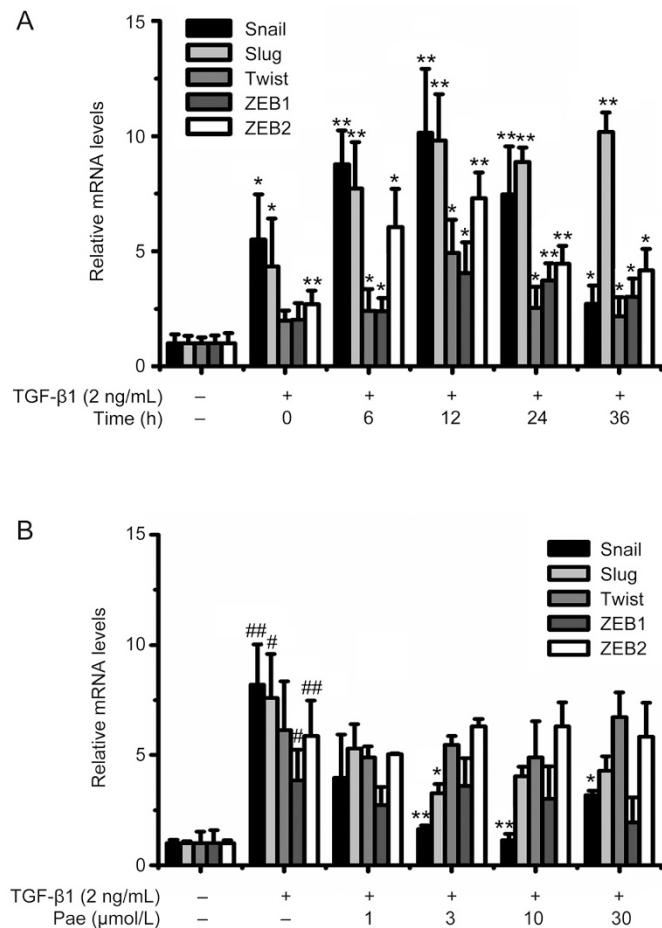 A
Snail
Slug
Twist
ZEB1
ZEB2
Relative mRNA levels
15
10
5
0
* * **
** ** * * *
** ** * * **
** ** * ** **
* ** * * *
TGF-β1 (2 ng/mL) – + + + + +
Time (h) – 0 6 12 24 36
B
Snail
Slug
Twist
ZEB1
ZEB2
Relative mRNA levels
15
10
5
0
## # # ##
** *
**
*
TGF-β1 (2 ng/mL) – + + + + +
Pae (μmol/L) – – 1 3 10 30